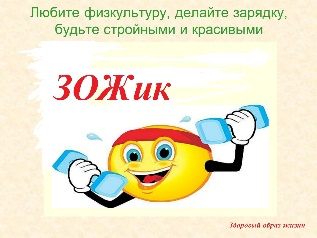 Любите физкультуру, делайте зарядку,
будьте стройными и красивыми
ЗОЖик
Здоровый образ жизни